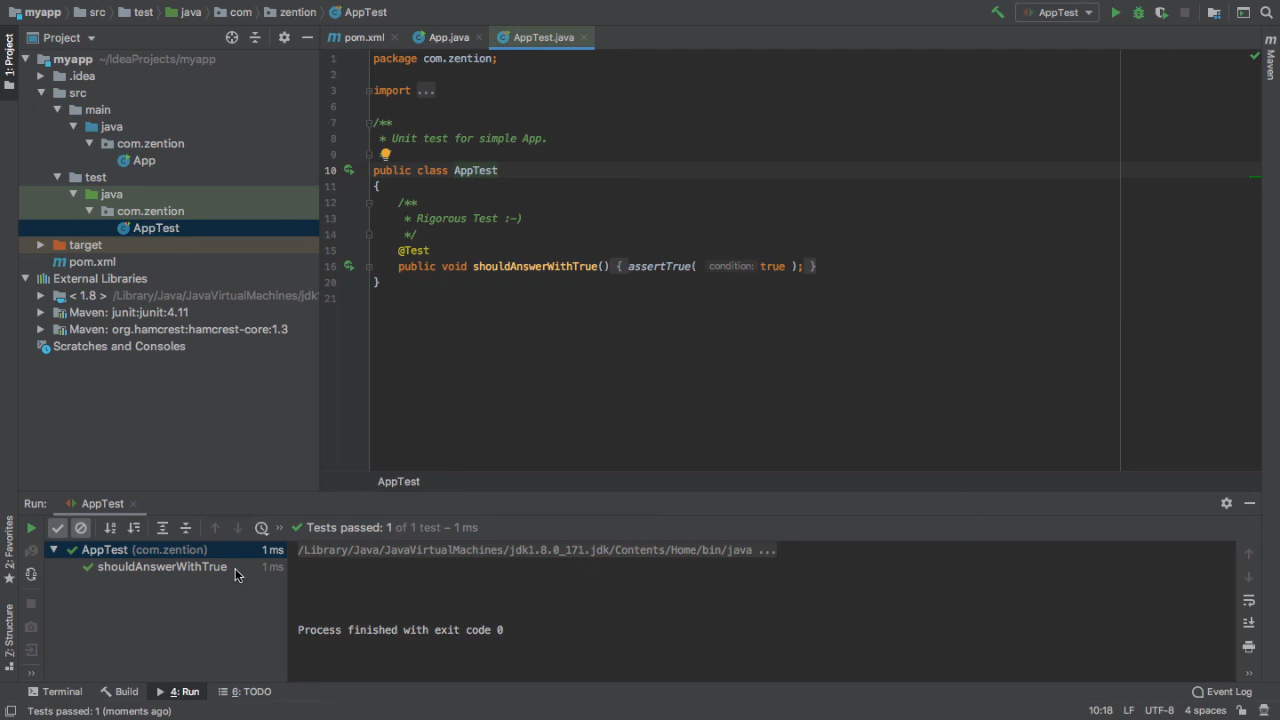 myapp src test java com zention AppTest AppTest
Project pom.xml App.java AppTest.java
1: Project
Maven
myapp ~/IdeaProjects/myapp
.idea
src
main
java
com.zention
App
test
java
com.zention
AppTest
target
pom.xml
External Libraries
< 1.8 > /Library/Java/JavaVirtualMachines/jdk1
Maven: junit:junit:4.11
Maven: org.hamcrest:hamcrest-core:1.3
Scratches and Consoles
1 package com.zention;
2
3 import ...
6
7 /**
8 * Unit test for simple App.
9
10 public class AppTest
11 {
12 /**
13 * Rigorous Test :-)
14 */
15 @Test
16 public void shouldAnswerWithTrue() { assertTrue( condition: true ); }
20 }
21
AppTest
Run: AppTest
2: Favorites
Z: Structure
Tests passed: 1 of 1 test – 1 ms
AppTest (com.zention) 1 ms
shouldAnswerWithTrue 1 ms
/Library/Java/JavaVirtualMachines/jdk1.8.0_171.jdk/Contents/Home/bin/java ...
Process finished with exit code 0
Terminal Build 4: Run 6: TODO Event Log
Tests passed: 1 (moments ago) 10:18 LF UTF-8 4 spaces